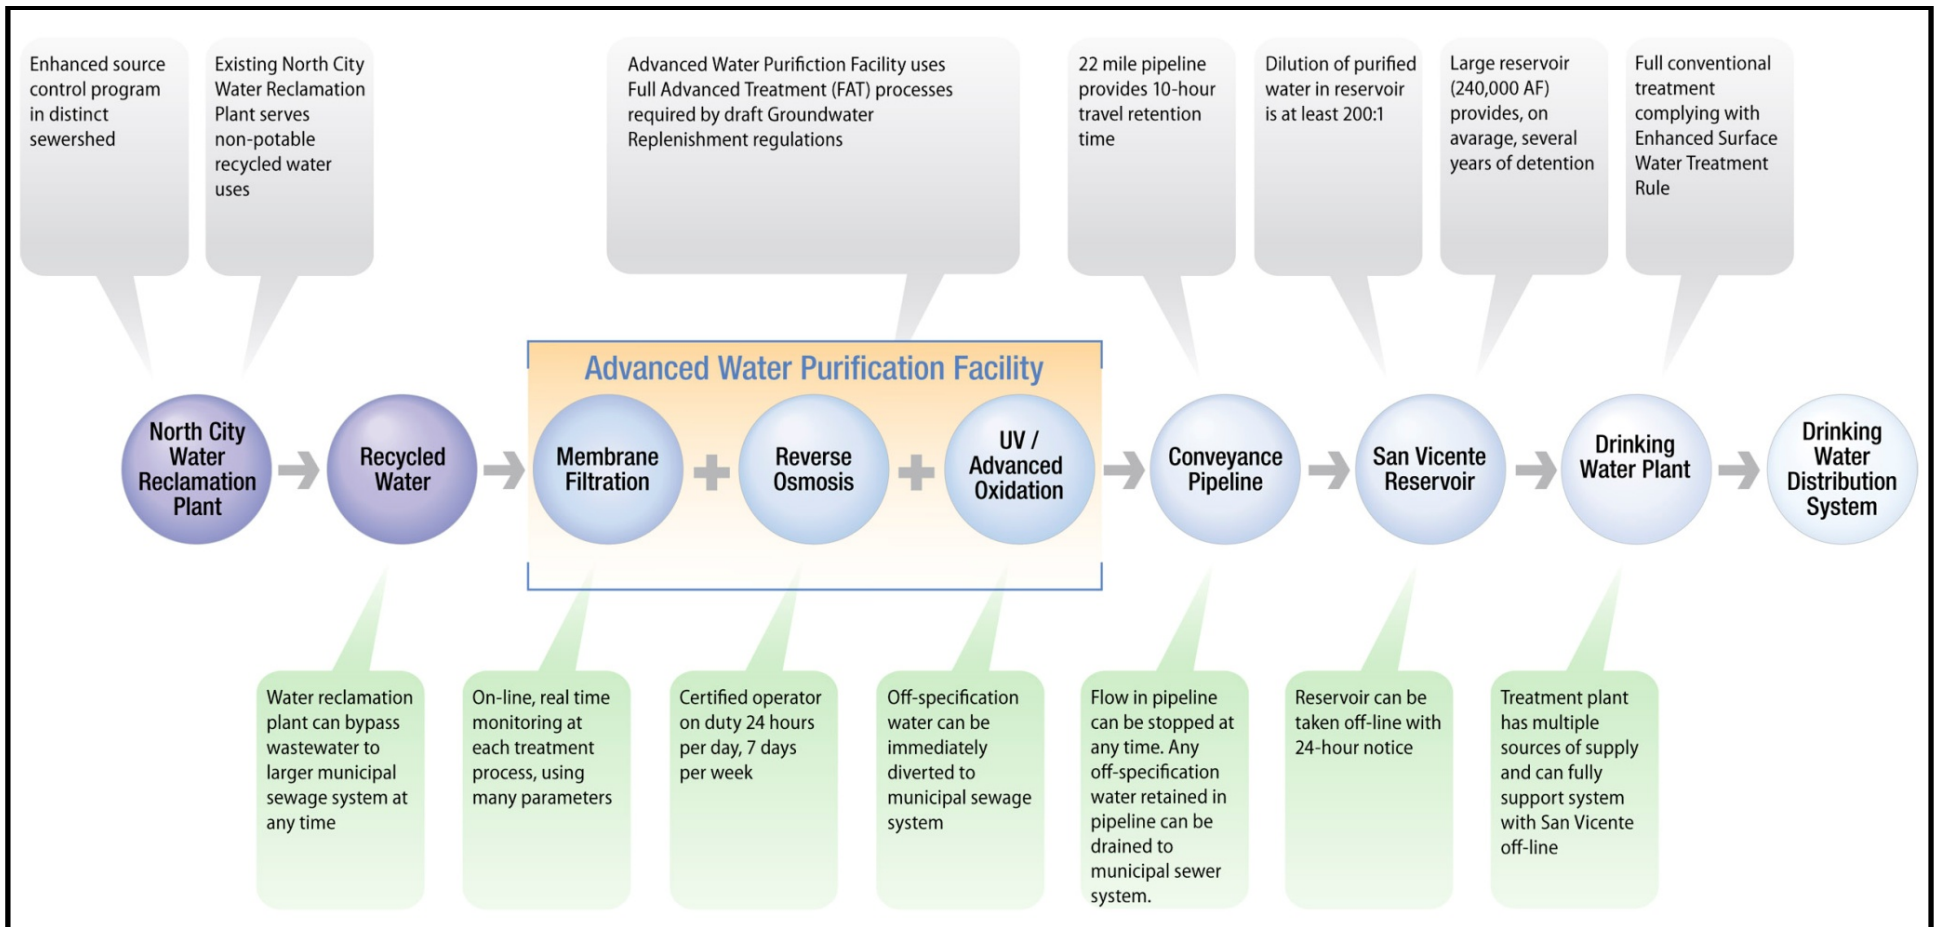 Enhanced source
control program
in distinct
sewershed
Existing North City
Water Reclamation
Plant serves
non-potable
recycled water
uses
Advanced Water Purifiction Facility uses
Full Advanced Treatment (FAT) processes
required by draft Groundwater
Replenishment regulations
22 mile pipeline
provides 10-hour
travel retention
time
Dilution of purified
water in reservoir
is at least 200:1
Large reservoir
(240,000 AF)
provides, on
avarage, several
years of detention
Full conventional
treatment
complying with
Enhanced Surface
Water Treatment
Rule
Advanced Water Purification Facility
North City
Water
Reclamation
Plant
Recycled
Water
Membrane
Filtration
Reverse
Osmosis
UV /
Advanced
Oxidation
Conveyance
Pipeline
San Vicente
Reservoir
Drinking
Water Plant
Drinking
Water
Distribution
System
Water reclamation
plant can bypass
wastewater to
larger municipal
sewage system at
any time
On-line, real time
monitoring at
each treatment
process, using
many parameters
Certified operator
on duty 24 hours
per day, 7 days
per week
Off-specification
water can be
immediately
diverted to
municipal sewage
system
Flow in pipeline
can be stopped at
any time. Any
off-specification
water retained in
pipeline can be
drained to
municipal sewer
system.
Reservoir can be
taken off-line with
24-hour notice
Treatment plant
has multiple
sources of supply
and can fully
support system
with San Vicente
off-line